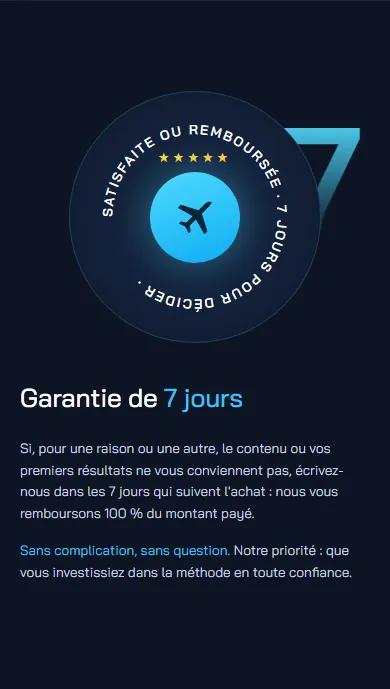 SATISFAITE OU REMBOURSÉE · 7 JOURS POUR DÉCIDER ·
7
Garantie de 7 jours
Si, pour une raison ou une autre, le contenu ou vos
premiers résultats ne vous conviennent pas, écrivez-
nous dans les 7 jours qui suivent l'achat : nous vous
remboursons 100 % du montant payé.
Sans complication, sans question. Notre priorité : que
vous investissiez dans la méthode en toute confiance.